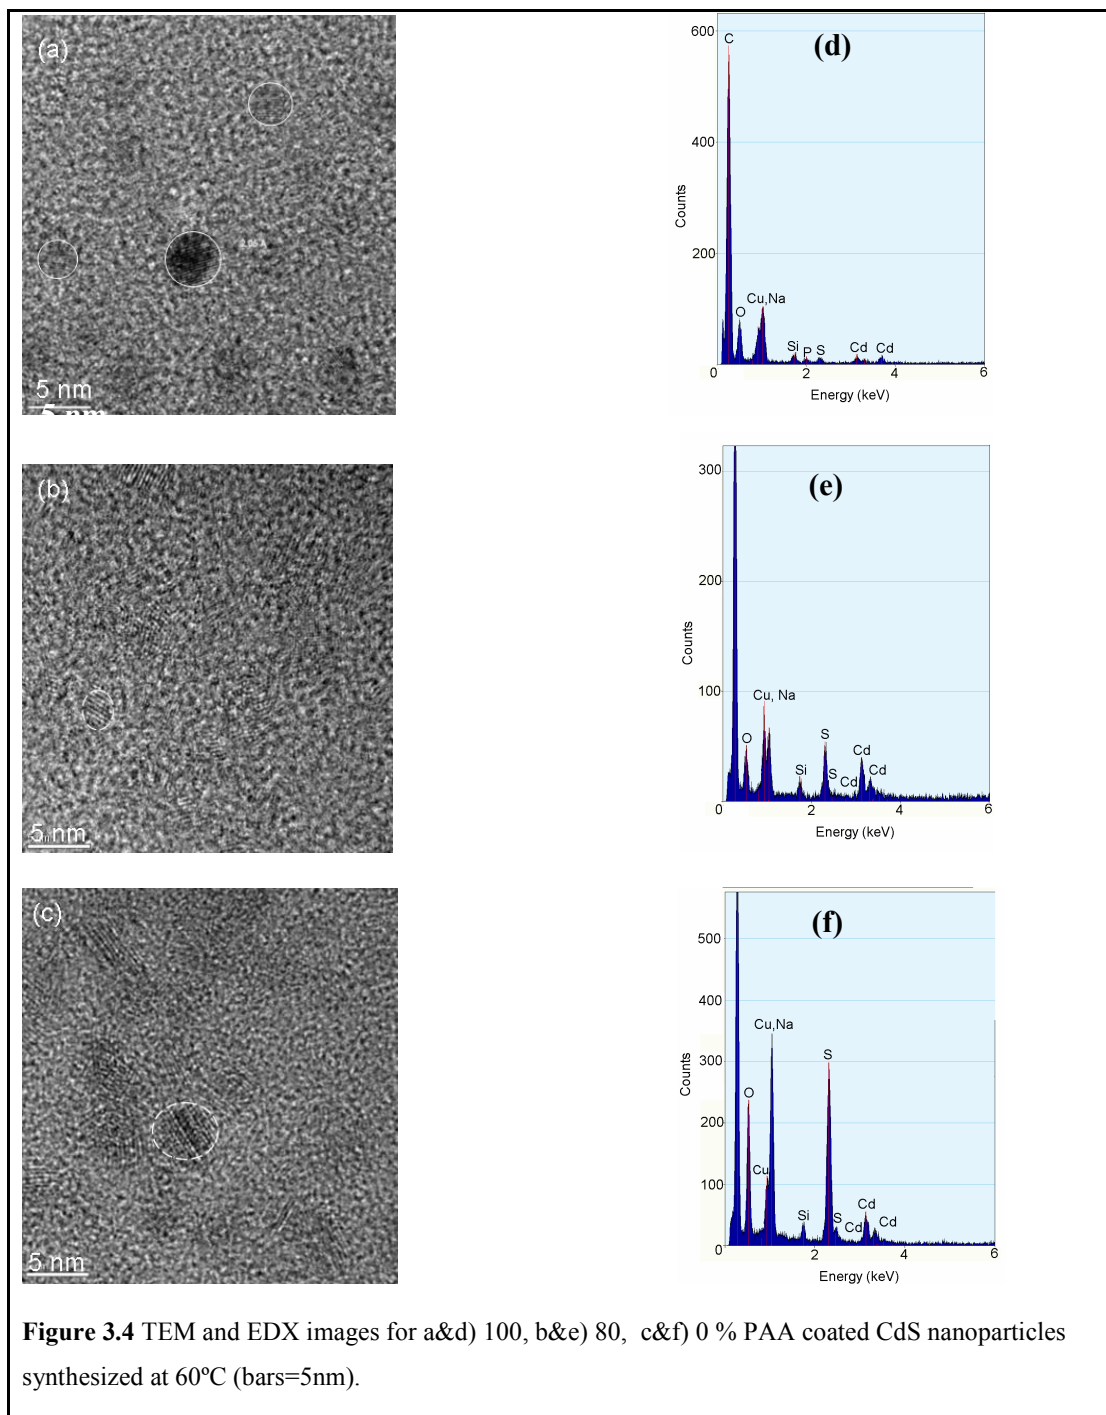 (a)
2.05 Å
5 nm
5 nm
(d)
600
400
200
0
2
4
6
Counts
Energy (keV)
C
O
Cu,Na
Si
P
S
Cd
Cd
(b)
5 nm
(e)
300
200
100
0
2
4
6
Counts
Energy (keV)
O
Cu, Na
Si
S
S
Cd
Cd
Cd
(c)
5 nm
(f)
500
400
300
200
100
0
2
4
6
Counts
Energy (keV)
O
Cu
Cu,Na
Si
S
S
Cd
Cd
Cd
Figure 3.4 TEM and EDX images for a&d) 100, b&e) 80, c&f) 0 % PAA coated CdS nanoparticles
synthesized at 60ºC (bars=5nm).